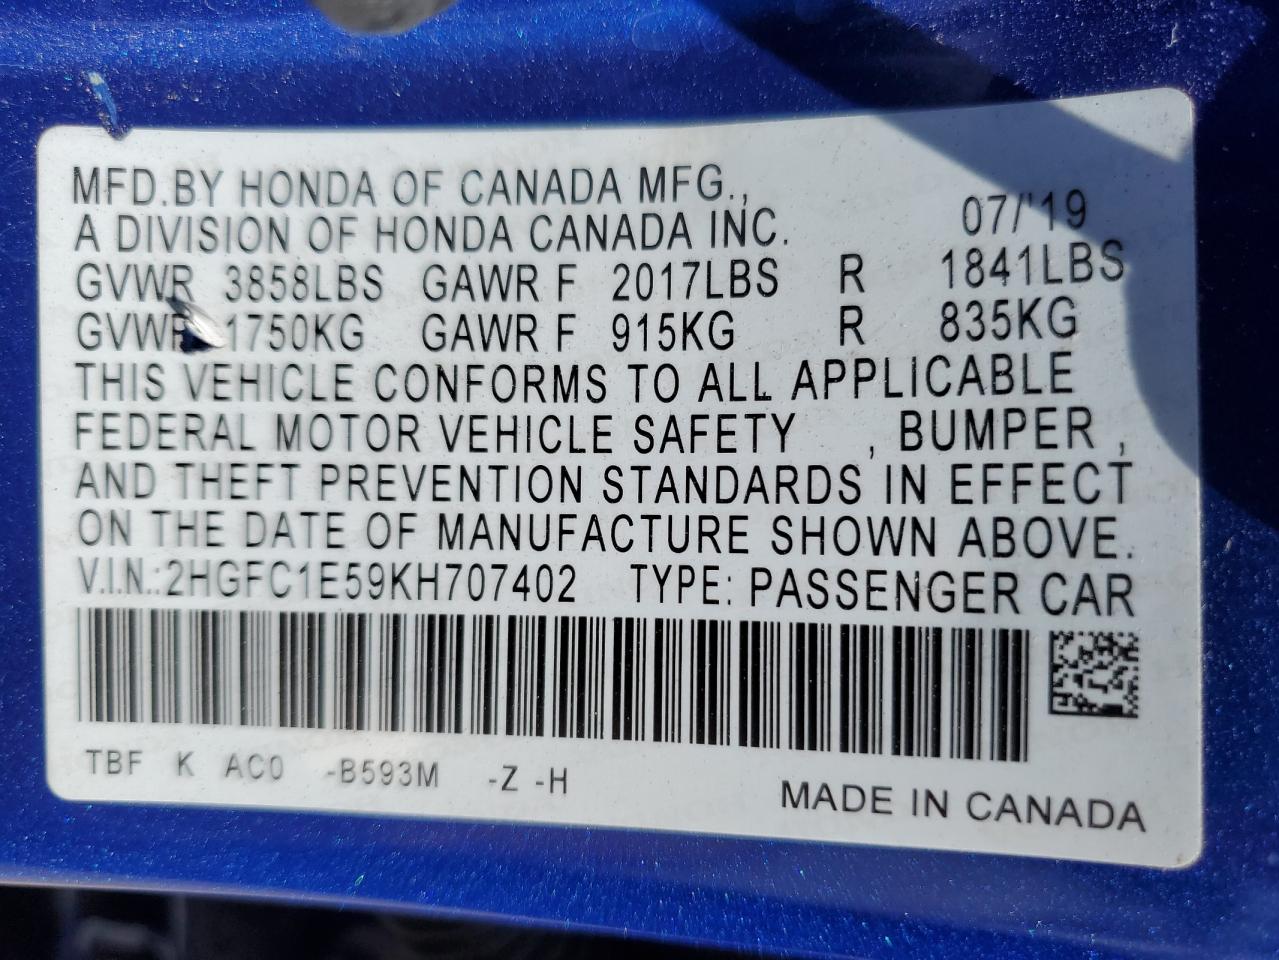 MFD.BY HONDA OF CANADA MFG.,
A DIVISION OF HONDA CANADA INC. 07/'19
GVWR 3858LBS GAWR F 2017LBS R 1841LBS
GVWR 1750KG GAWR F 915KG R 835KG
THIS VEHICLE CONFORMS TO ALL APPLICABLE
FEDERAL MOTOR VEHICLE SAFETY , BUMPER ,
AND THEFT PREVENTION STANDARDS IN EFFECT
ON THE DATE OF MANUFACTURE SHOWN ABOVE.
V.I.N.:2HGFC1E59KH707402 TYPE: PASSENGER CAR
TBF K AC0 -B593M -Z -H
MADE IN CANADA